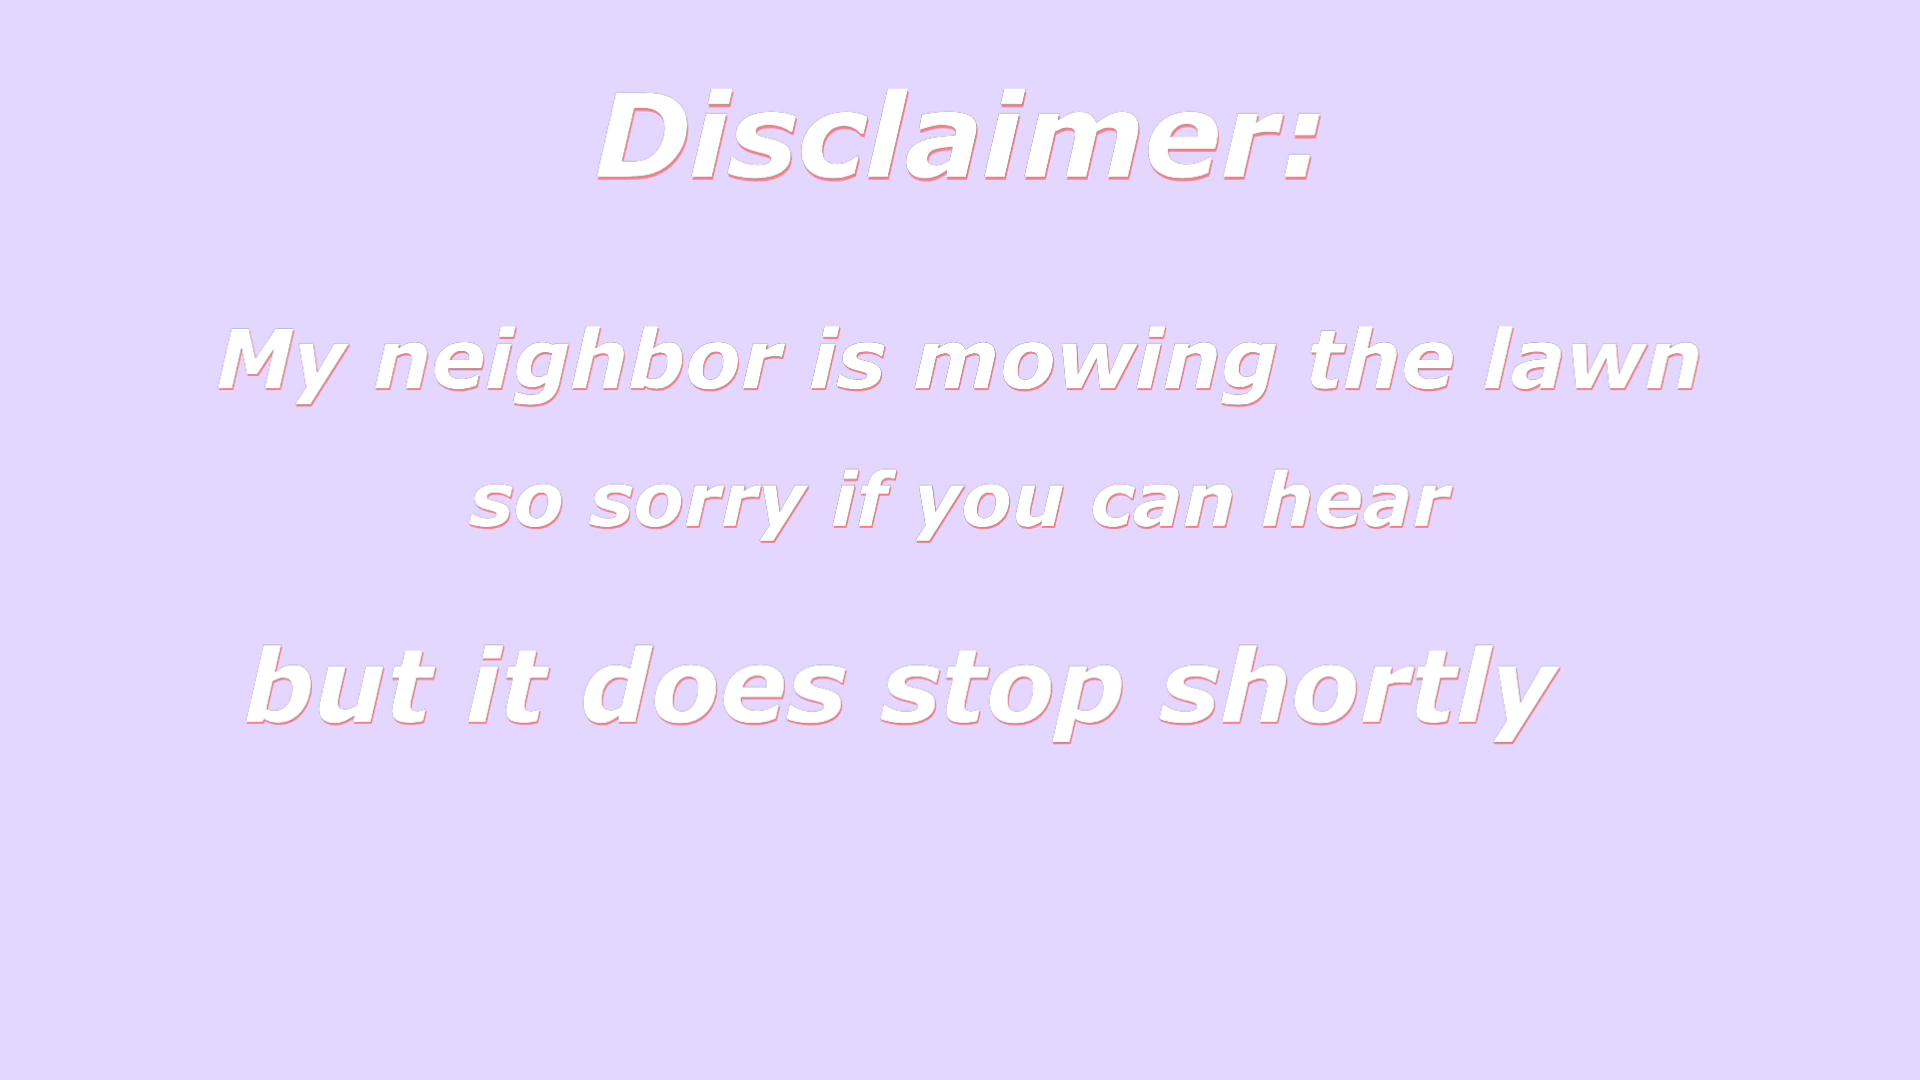 Disclaimer:
My neighbor is mowing the lawn
so sorry if you can hear
but it does stop shortly